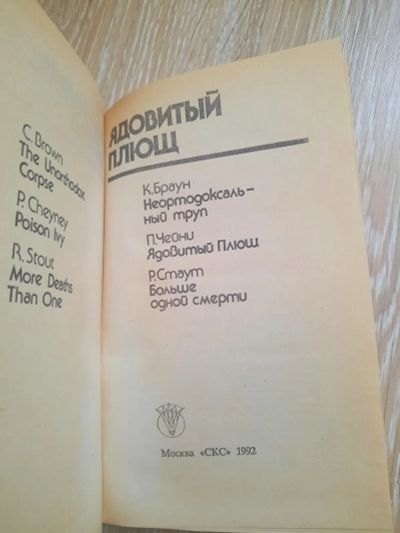 C. Brown
The Unorthodox
Corpse
P. Cheyney
Poison Ivy
R. Stout
More Deaths
Than One
ЯДОВИТЫЙ
ПЛЮЩ
К. Браун
Неортодоксаль-
ный труп
П. Чейни
Ядовитый Плющ
Р. Стаут
Больше
одной смерти
Москва «СКС» 1992